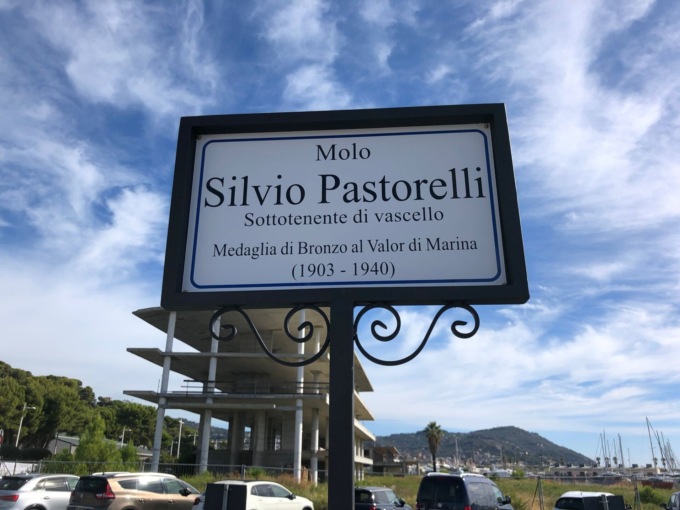 Molo
Silvio Pastorelli
Sottotenente di vascello
Medaglia di Bronzo al Valor di Marina
(1903 - 1940)